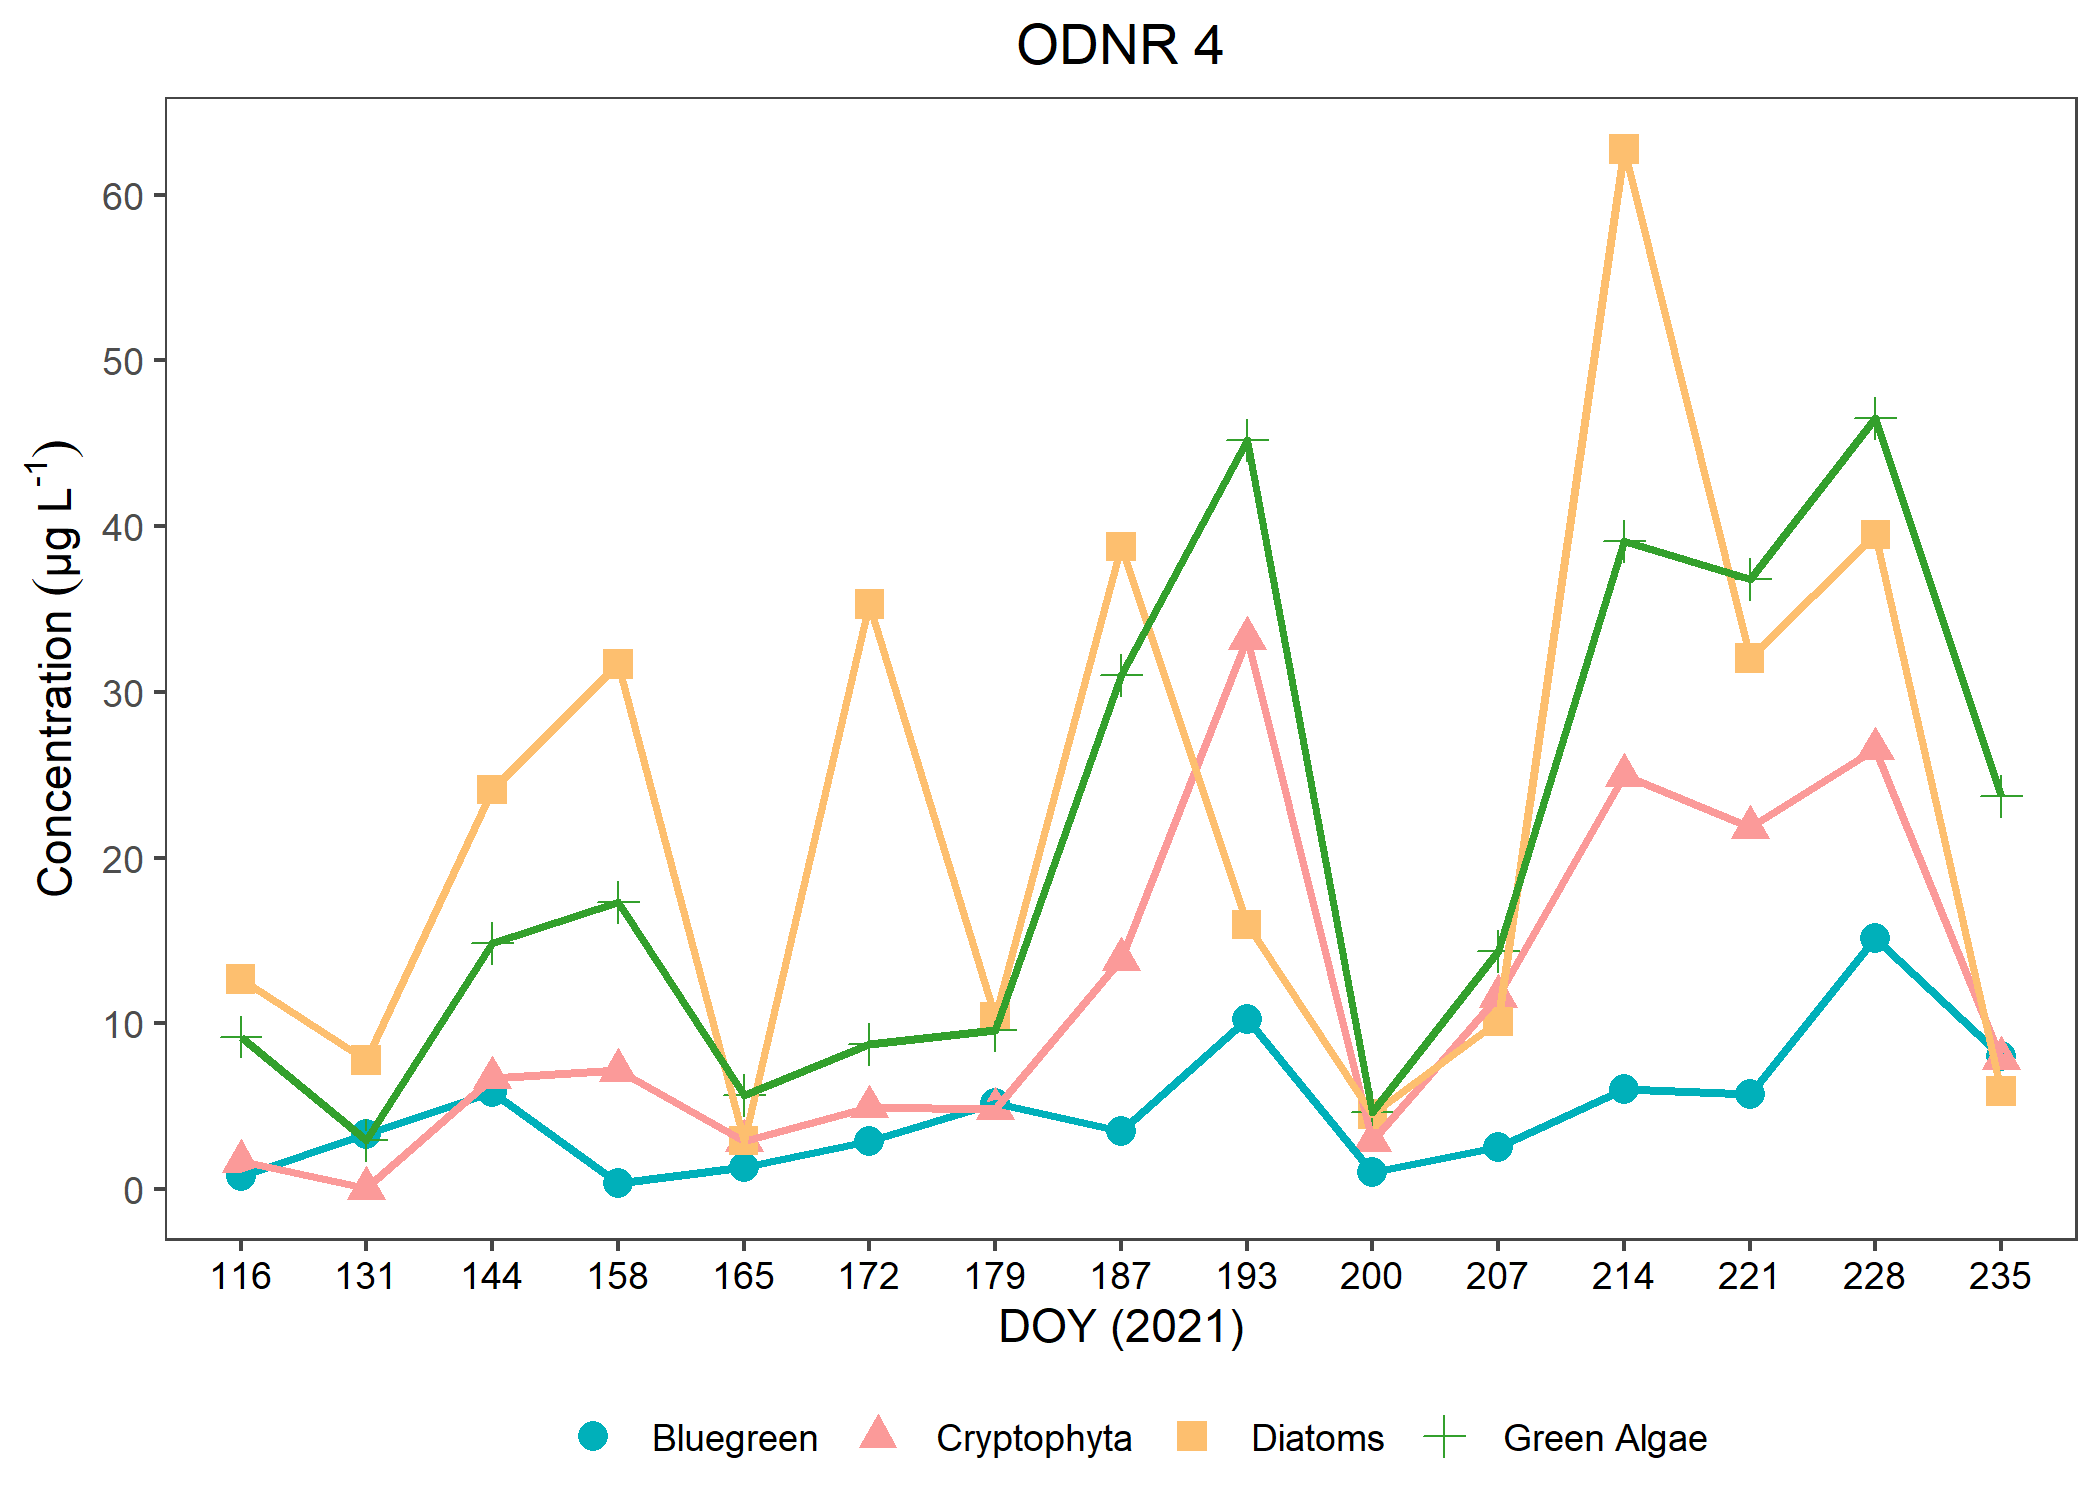 ODNR 4
60
50
40
30
20
10
0
Concentration (µg L⁻¹)
116 131 144 158 165 172 179 187 193 200 207 214 221 228 235
DOY (2021)
Bluegreen Cryptophyta Diatoms Green Algae